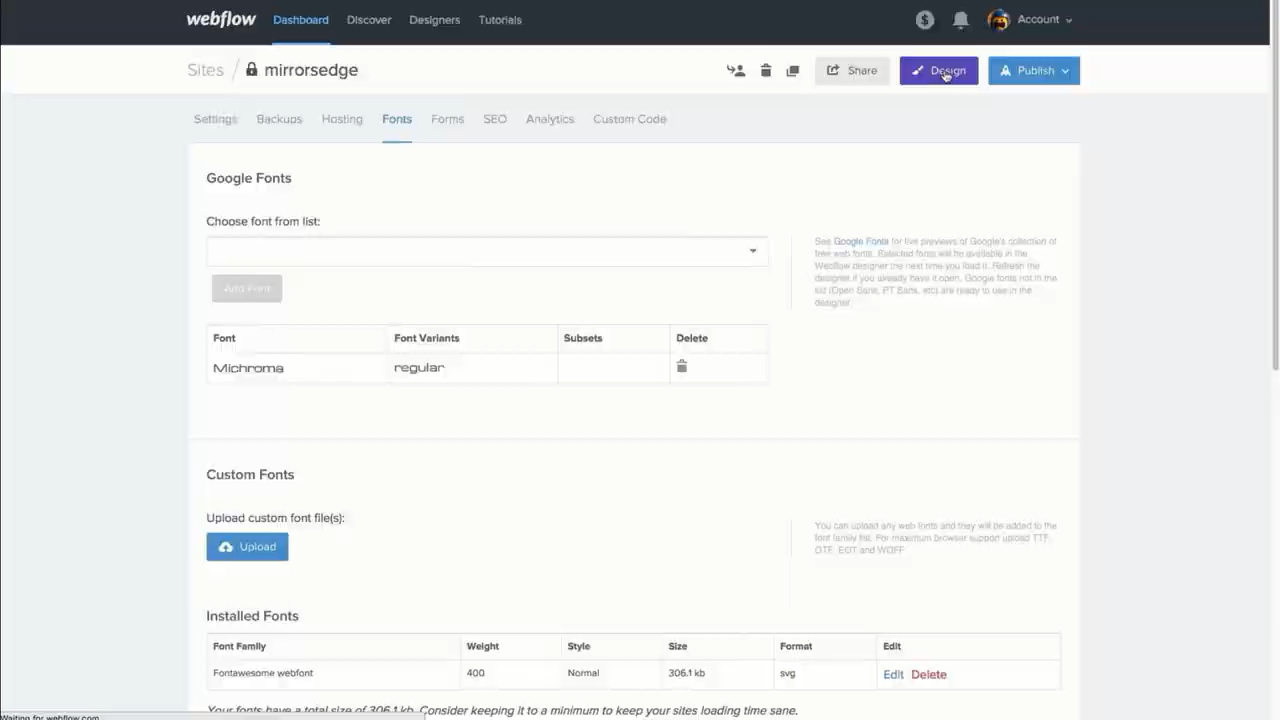 webflow Dashboard Discover Designers Tutorials $ Account
Sites / mirrorsedge Share Design Publish
Settings Backups Hosting Fonts Forms SEO Analytics Custom Code
Google Fonts
Choose font from list:
See Google Fonts for live previews of Google's collection of
free web fonts. Selected fonts will be available in the
Webflow designer the next time you load it. Refresh the
designer if you already have it open. Google fonts not in the
list (Open Sans, PT Sans, etc) are ready to use in the
designer.
Add Font
Font Font Variants Subsets Delete
Michroma regular
Custom Fonts
Upload custom font file(s):
Upload
You can upload any web fonts and they will be added to the
font family list. For maximum browser support upload TTF,
OTF, EOT and WOFF.
Installed Fonts
Font Family Weight Style Size Format Edit
Fontawesome webfont 400 Normal 306.1 kb svg Edit Delete
Your fonts have a total size of 306.1 kb. Consider keeping it to a minimum to keep your sites loading time sane.
Waiting for webflow.com